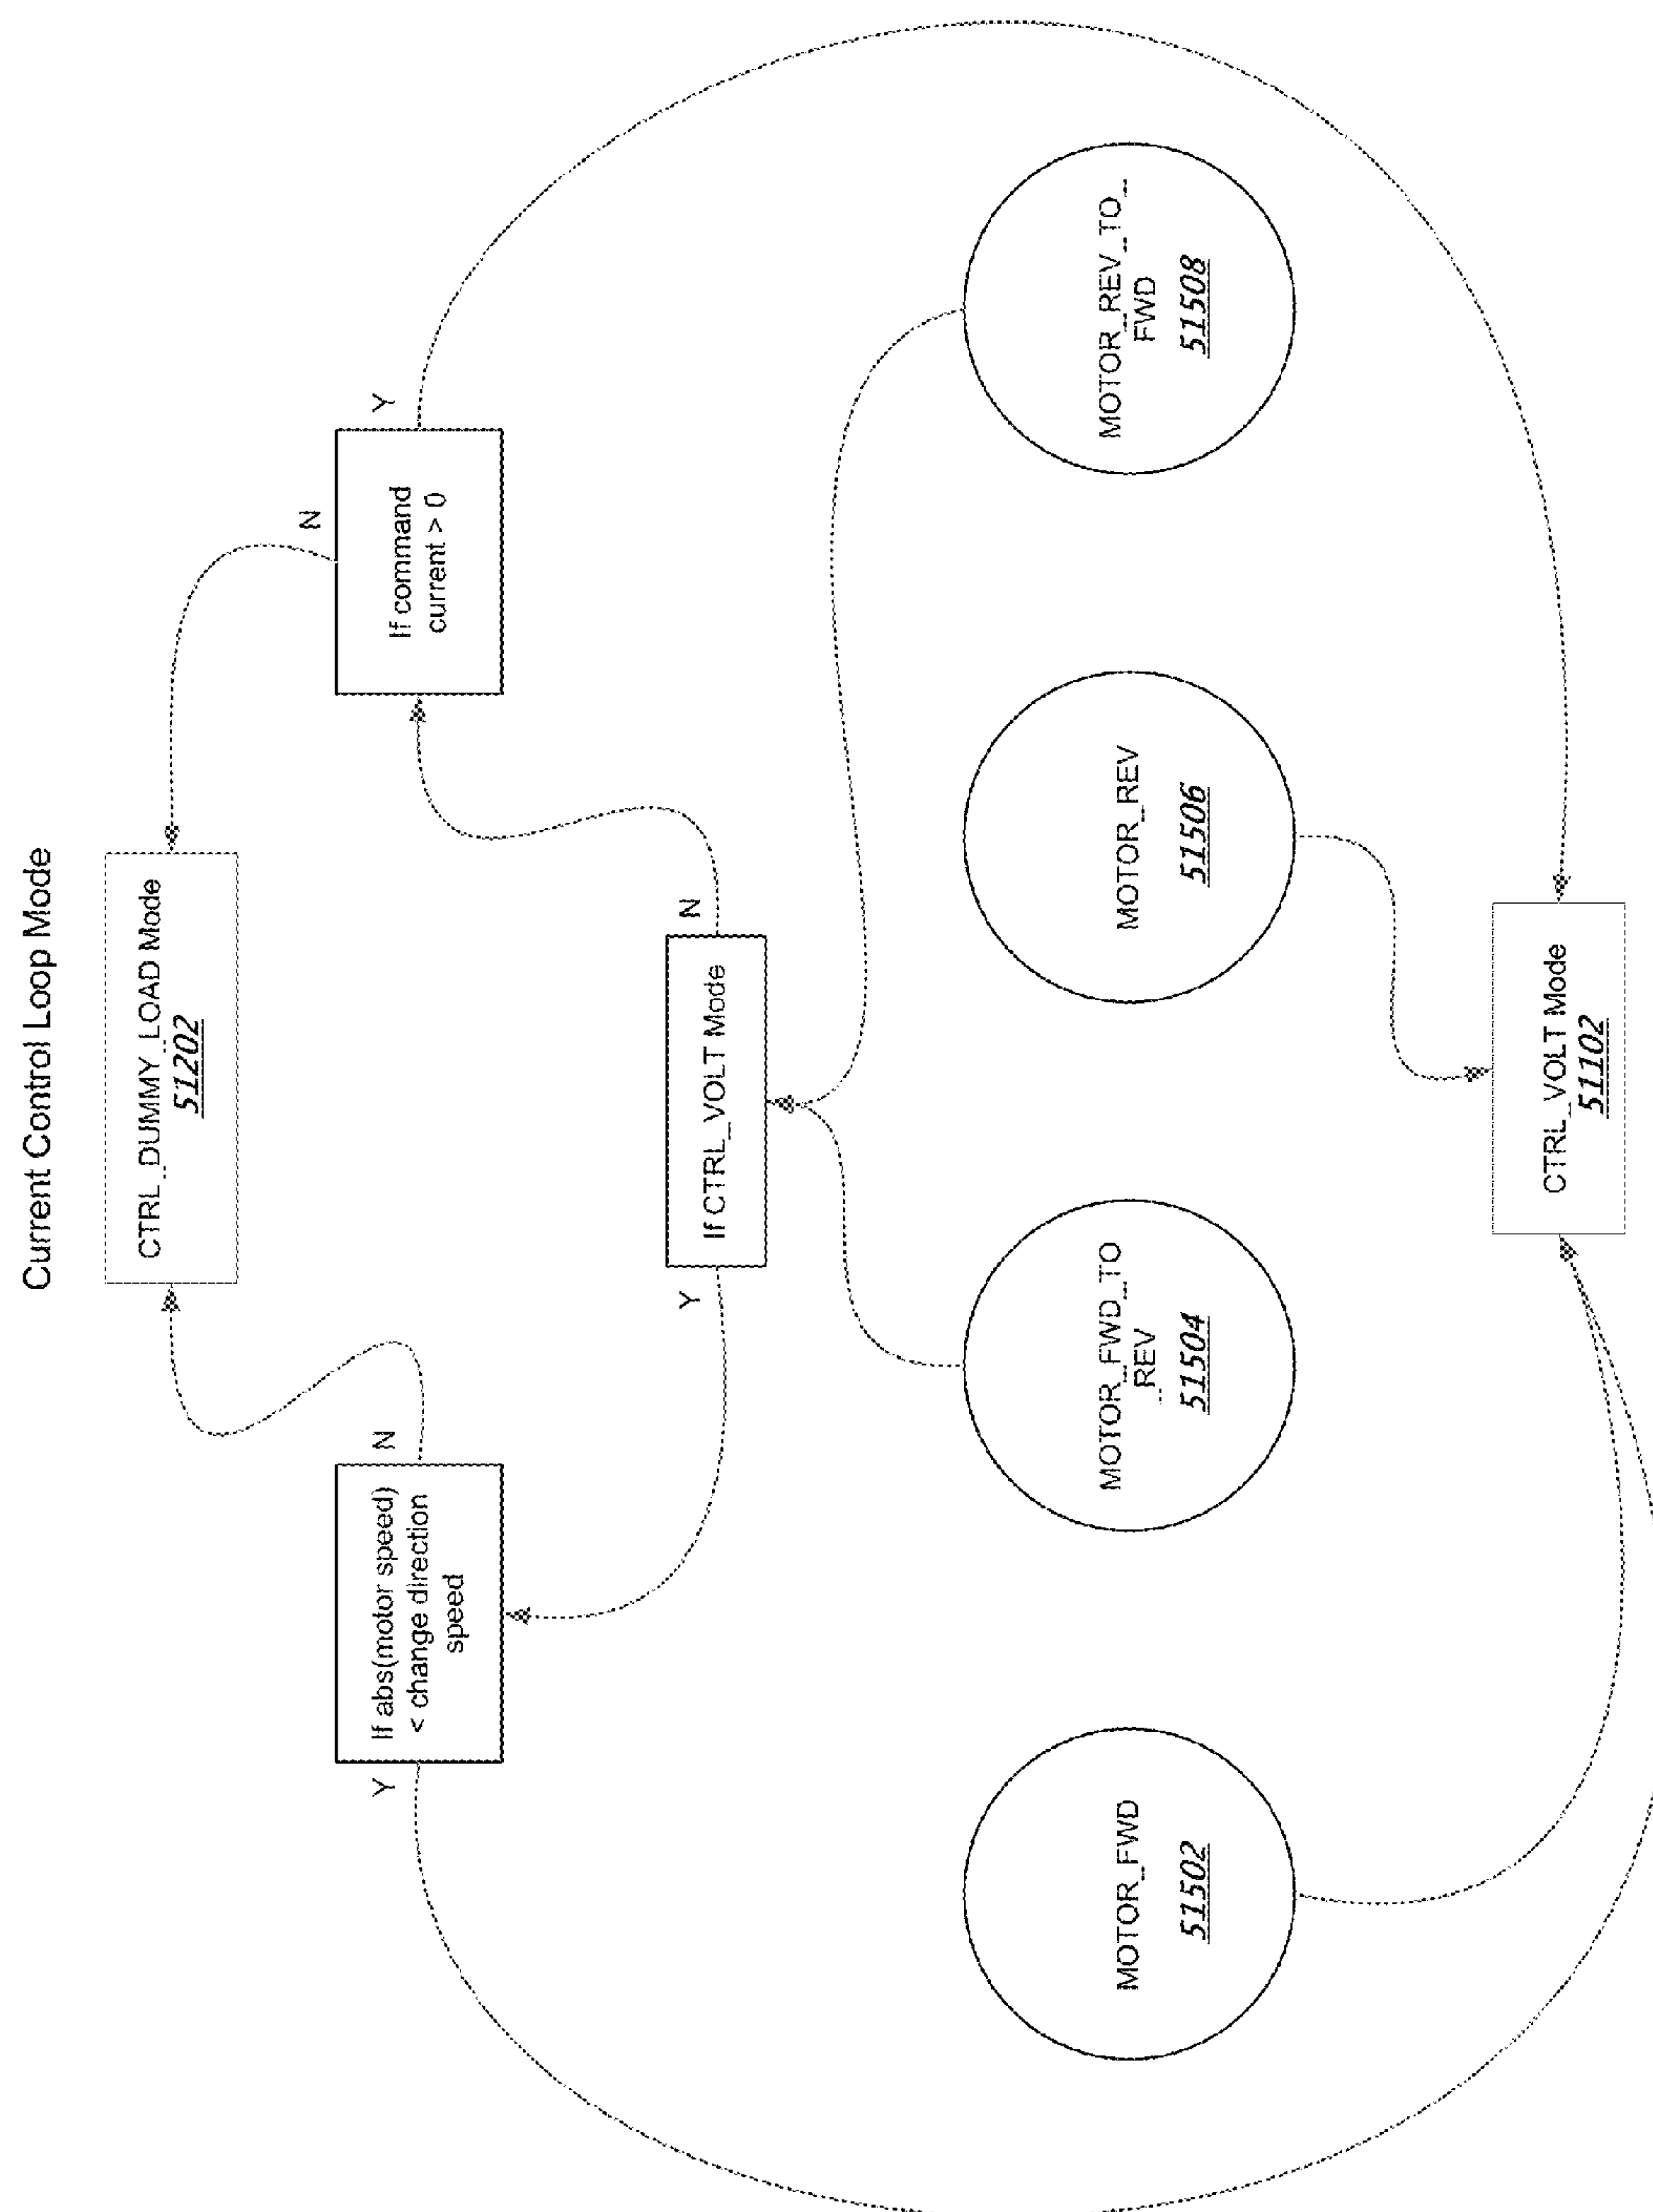 Current Control Loop Mode
CTRL_DUMMY_LOAD Mode
51202
N
Y
If abs(motor speed)
< change direction
speed
N
If command
current > 0
Y
Y
If CTRL_VOLT Mode
N
MOTOR_FWD
51502
MOTOR_FWD_TO
_REV
51504
MOTOR_REV
51506
MOTOR_REV_TO_
FWD
51508
CTRL_VOLT Mode
51102